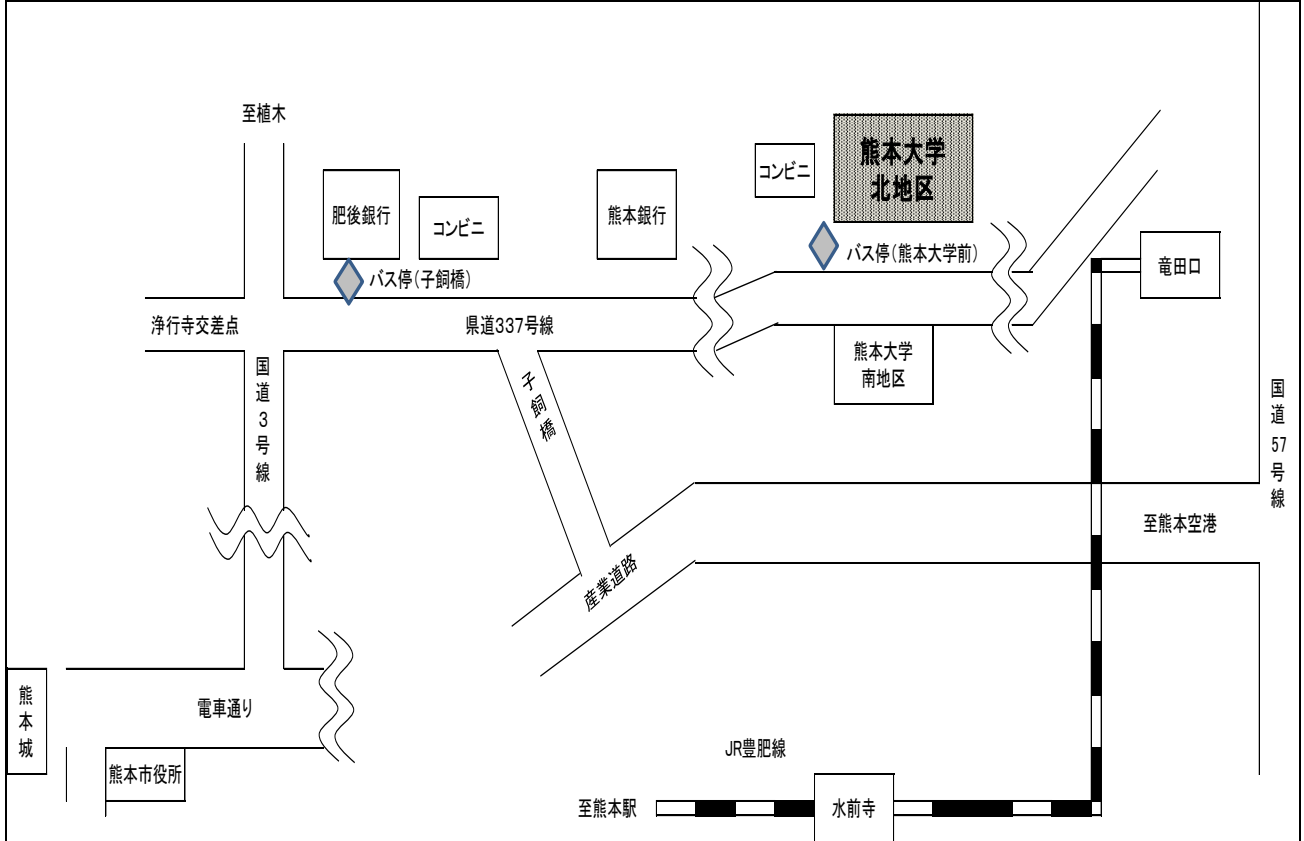 至植木
コンビニ
熊本大学
北地区
肥後銀行
コンビニ
熊本銀行
バス停(熊本大学前)
竜田口
バス停(子飼橋)
浄行寺交差点
県道337号線
熊本大学
南地区
国道3号線
子飼橋
国道57号線
至熊本空港
産業道路
熊本城
電車通り
熊本市役所
JR豊肥線
至熊本駅
水前寺